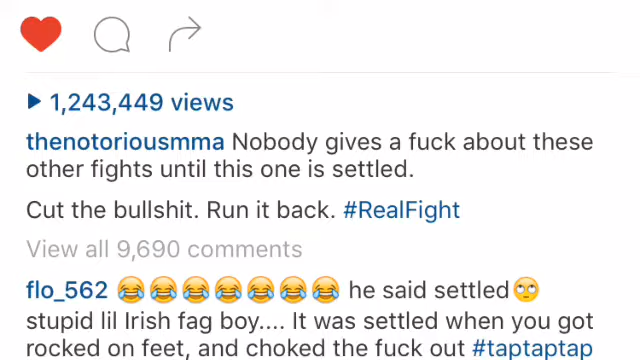 1,243,449 views
thenotoriousmma Nobody gives a fuck about these
other fights until this one is settled.
Cut the bullshit. Run it back. #RealFight
View all 9,690 comments
flo_562 😂😂😂😂😂😂😂 he said settled🙄
stupid lil Irish fag boy.... It was settled when you got
rocked on feet, and choked the fuck out #taptaptap